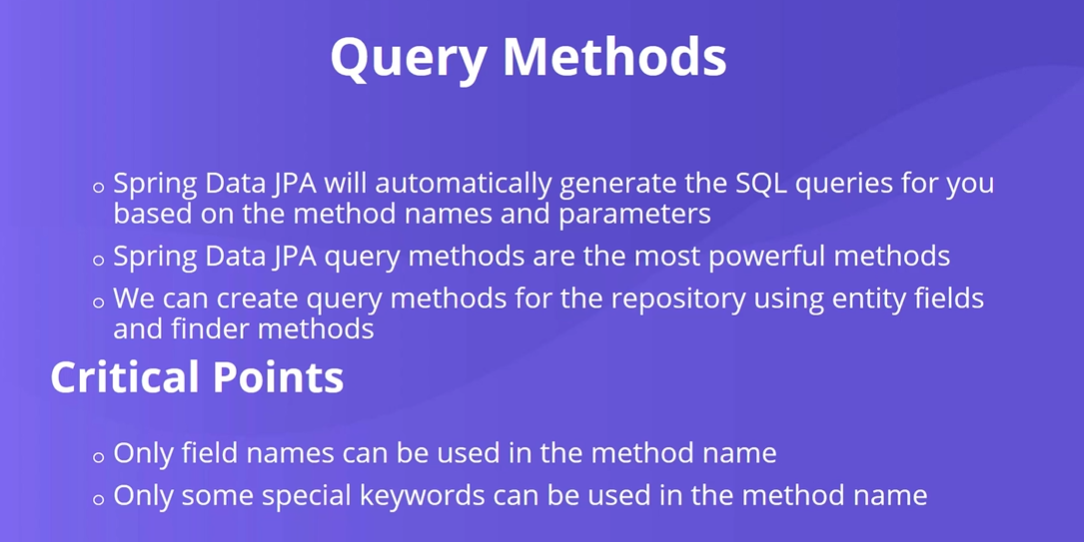 Query Methods
○ Spring Data JPA will automatically generate the SQL queries for you
based on the method names and parameters
○ Spring Data JPA query methods are the most powerful methods
○ We can create query methods for the repository using entity fields
and finder methods
Critical Points
○ Only field names can be used in the method name
○ Only some special keywords can be used in the method name